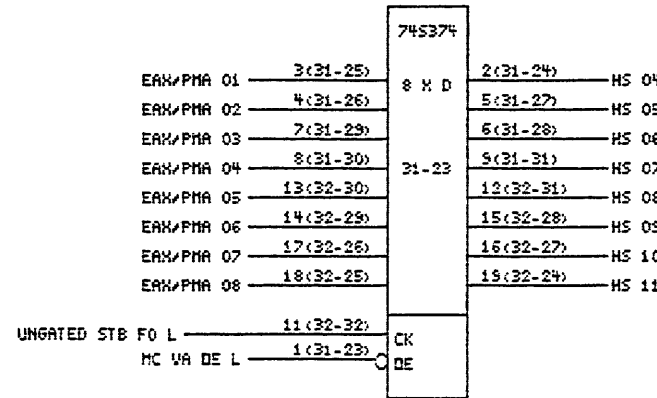 74S374
EAX/PMA 01 3(31-25) 8 X D 2(31-24) HS 04
EAX/PMA 02 4(31-26) 5(31-27) HS 05
EAX/PMA 03 7(31-29) 6(31-28) HS 06
EAX/PMA 04 8(31-30) 31-23 9(31-31) HS 07
EAX/PMA 05 13(32-30) 12(32-31) HS 08
EAX/PMA 06 14(32-29) 15(32-28) HS 09
EAX/PMA 07 17(32-26) 16(32-27) HS 10
EAX/PMA 08 18(32-25) 19(32-24) HS 11
UNGATED STB FO L 11(32-32) CK
MC VA OE L 1(31-23) OE